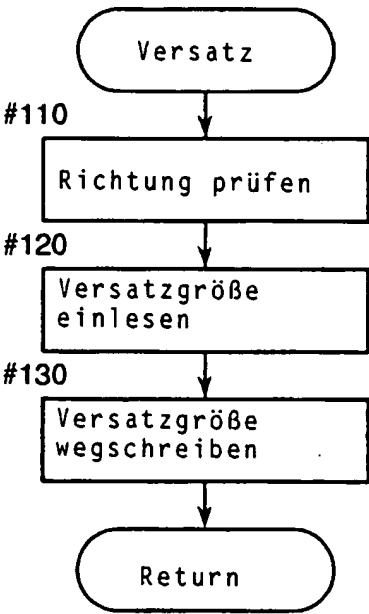 Versatz
#110
Richtung prüfen
#120
Versatzgröße
einlesen
#130
Versatzgröße
wegschreiben
Return